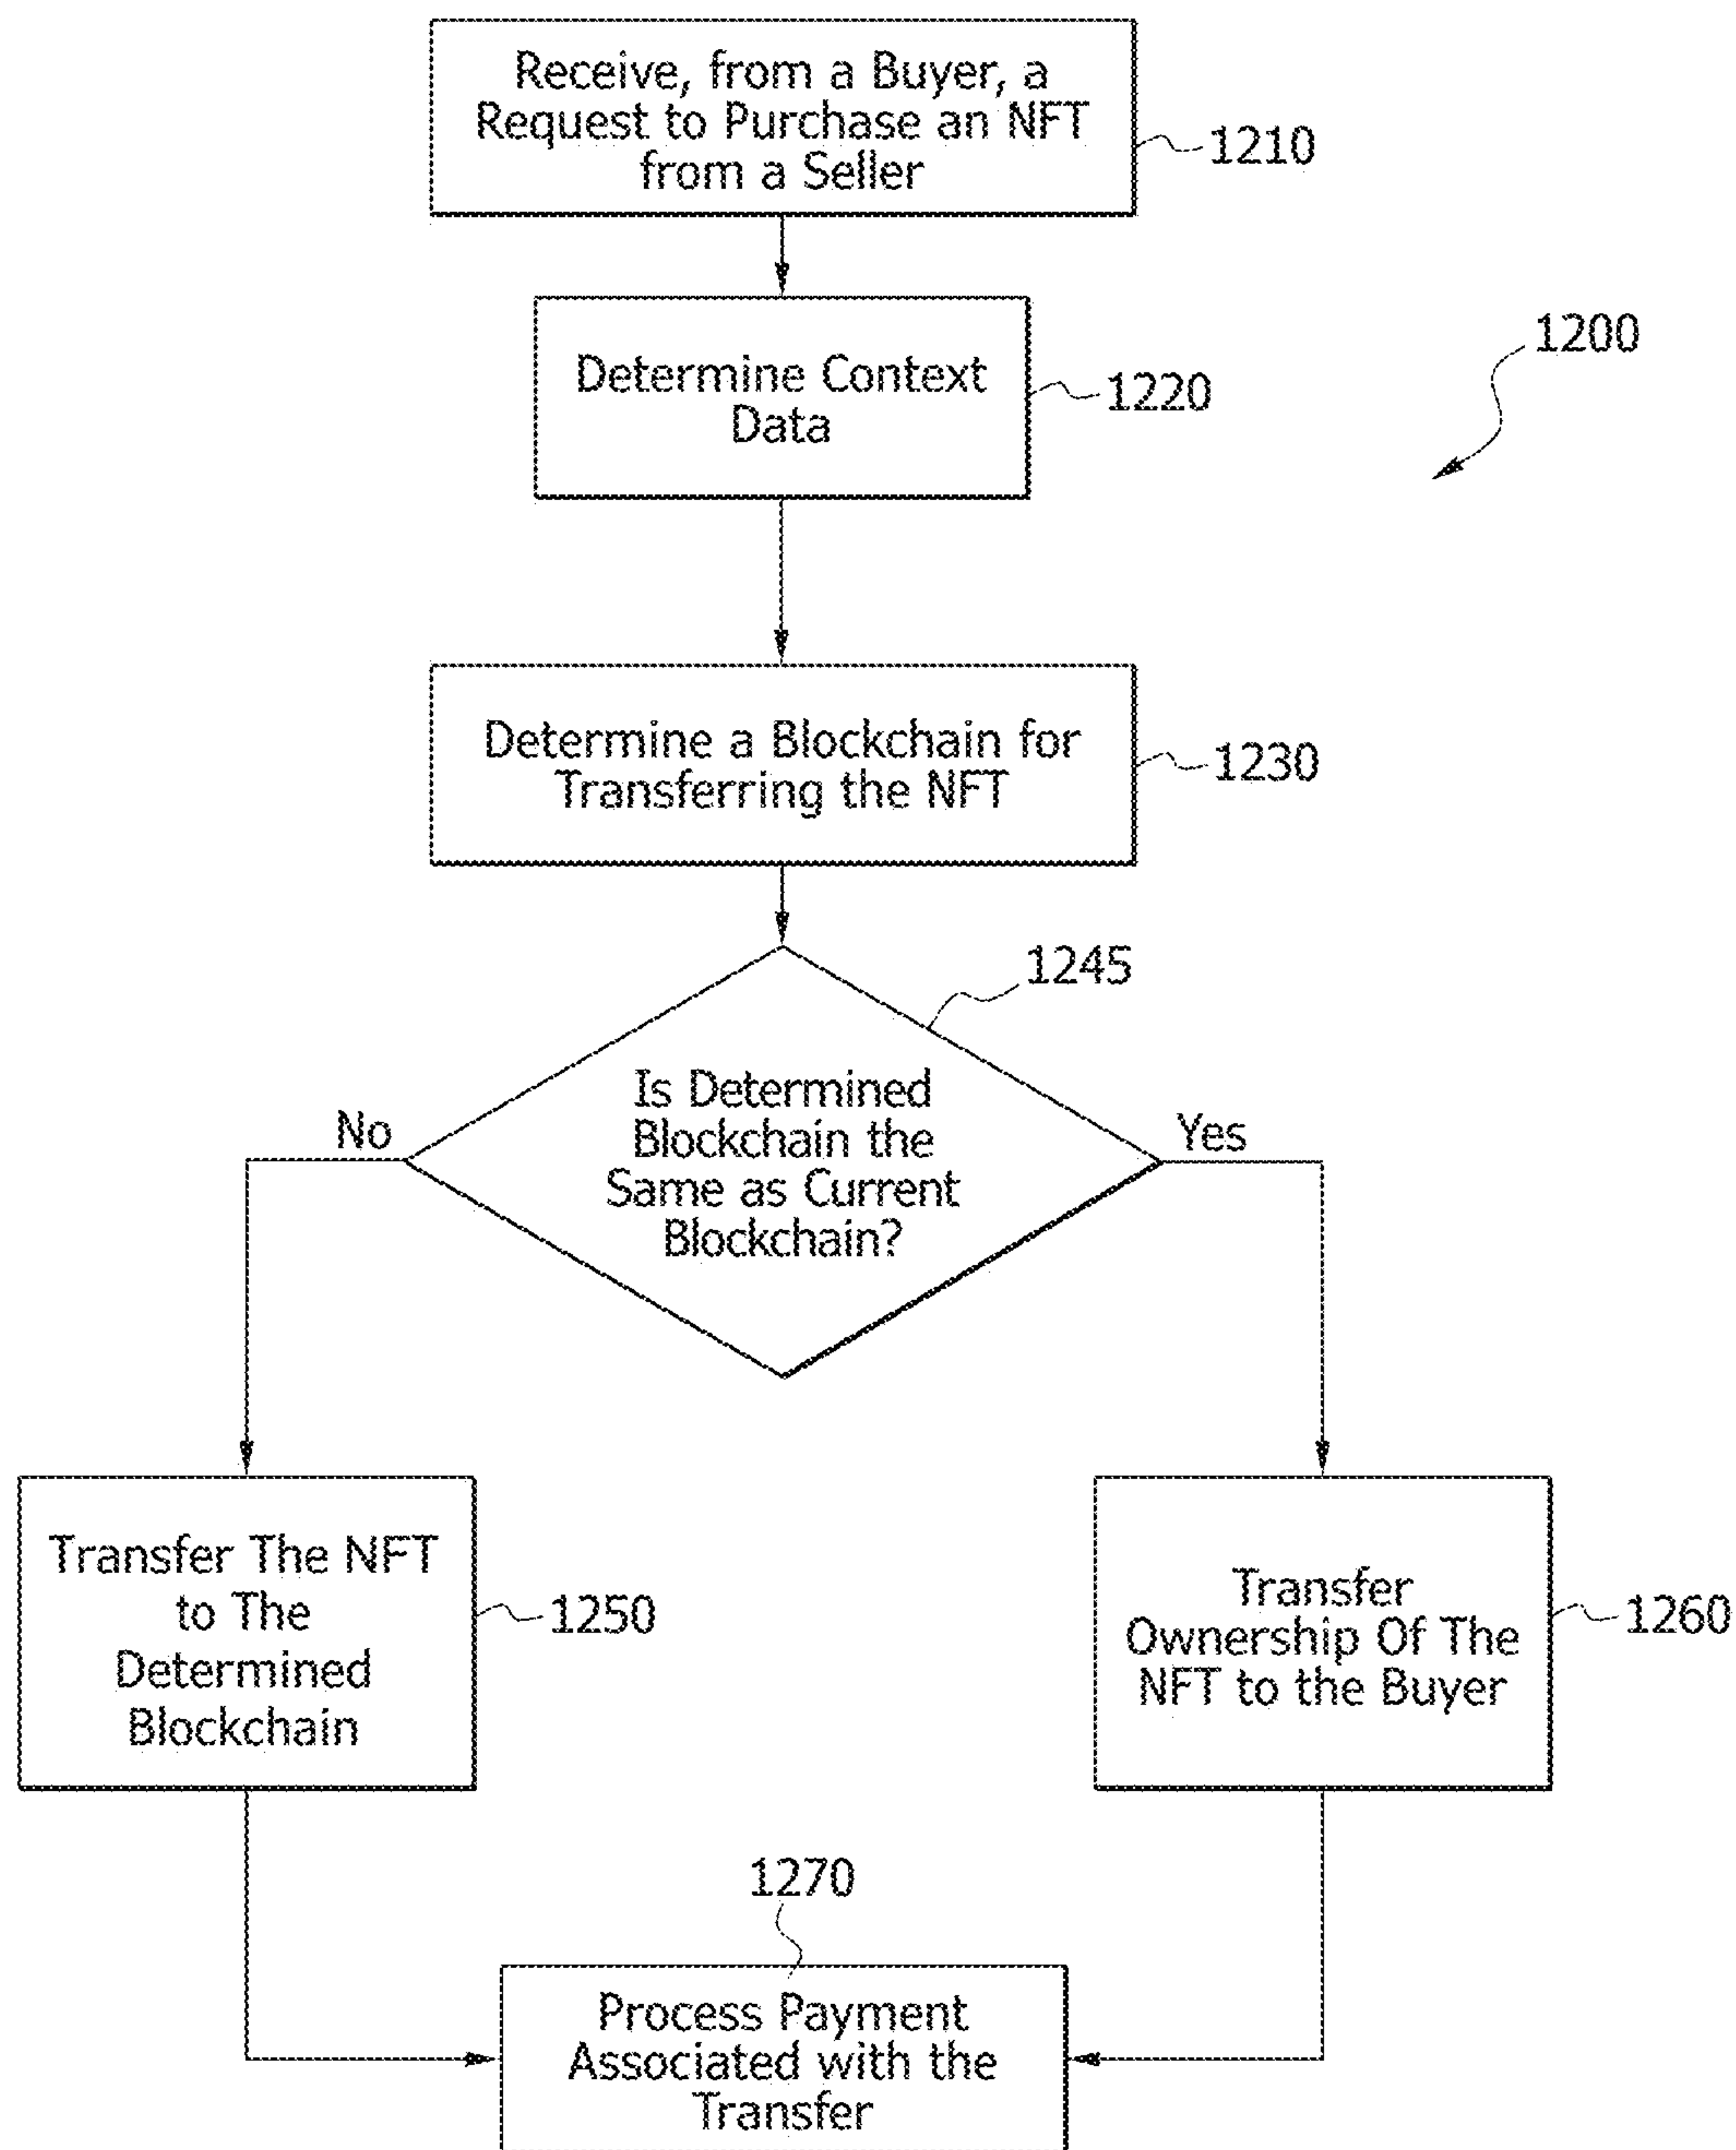 Receive, from a Buyer, a
Request to Purchase an NFT
from a Seller
1210
1200
Determine Context
Data
1220
Determine a Blockchain for
Transferring the NFT
1230
1245
Is Determined
Blockchain the
Same as Current
Blockchain?
No
Yes
Transfer The NFT
to The
Determined
Blockchain
1250
Transfer
Ownership Of The
NFT to the Buyer
1260
1270
Process Payment
Associated with the
Transfer